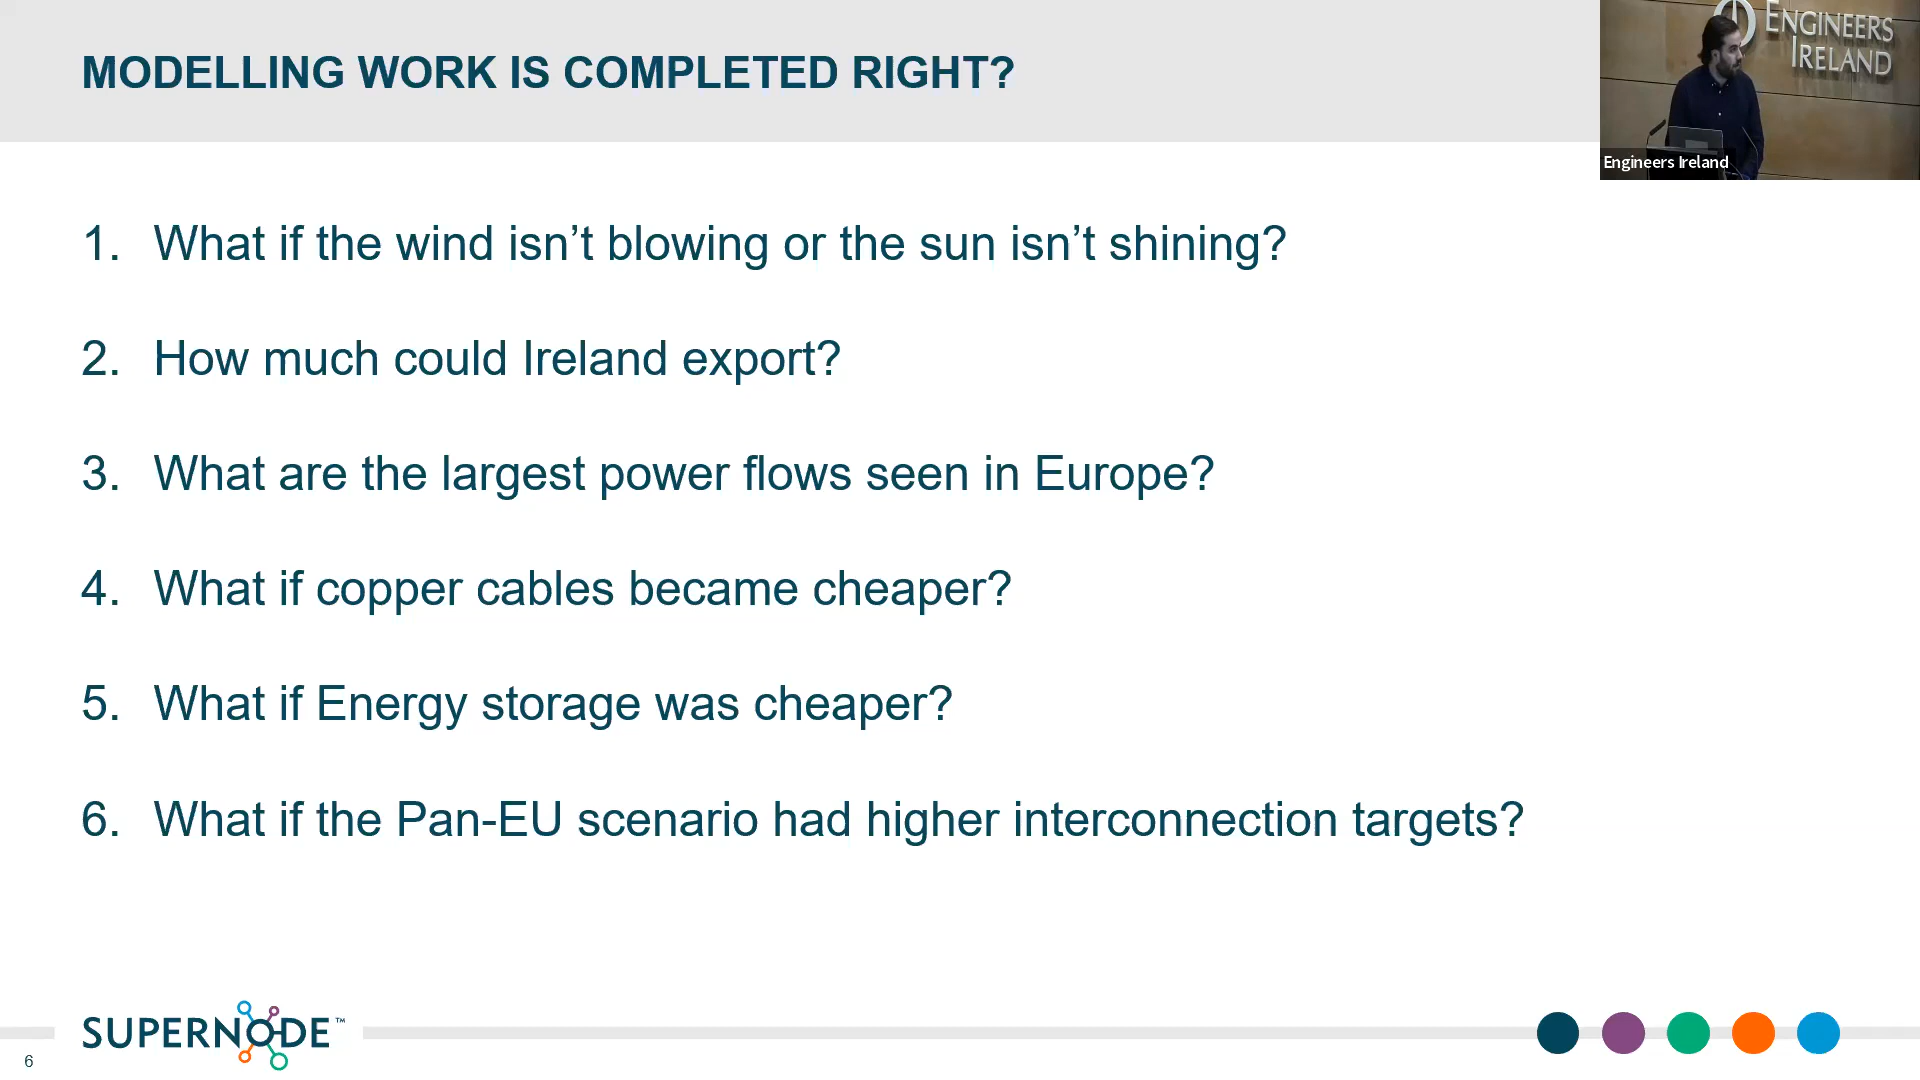 MODELLING WORK IS COMPLETED RIGHT?
ENGINEERS
IRELAND
Engineers Ireland
1. What if the wind isn’t blowing or the sun isn’t shining?
2. How much could Ireland export?
3. What are the largest power flows seen in Europe?
4. What if copper cables became cheaper?
5. What if Energy storage was cheaper?
6. What if the Pan-EU scenario had higher interconnection targets?
SUPERNODE™
6